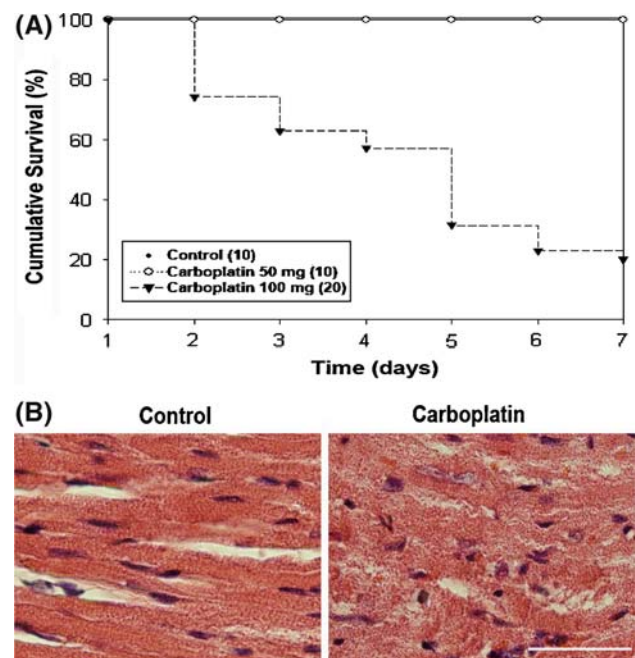 (A)
Cumulative Survival (%)
100
80
60
40
20
0
Control (10)
Carboplatin 50 mg (10)
Carboplatin 100 mg (20)
1 2 3 4 5 6 7
Time (days)
(B)
Control
Carboplatin